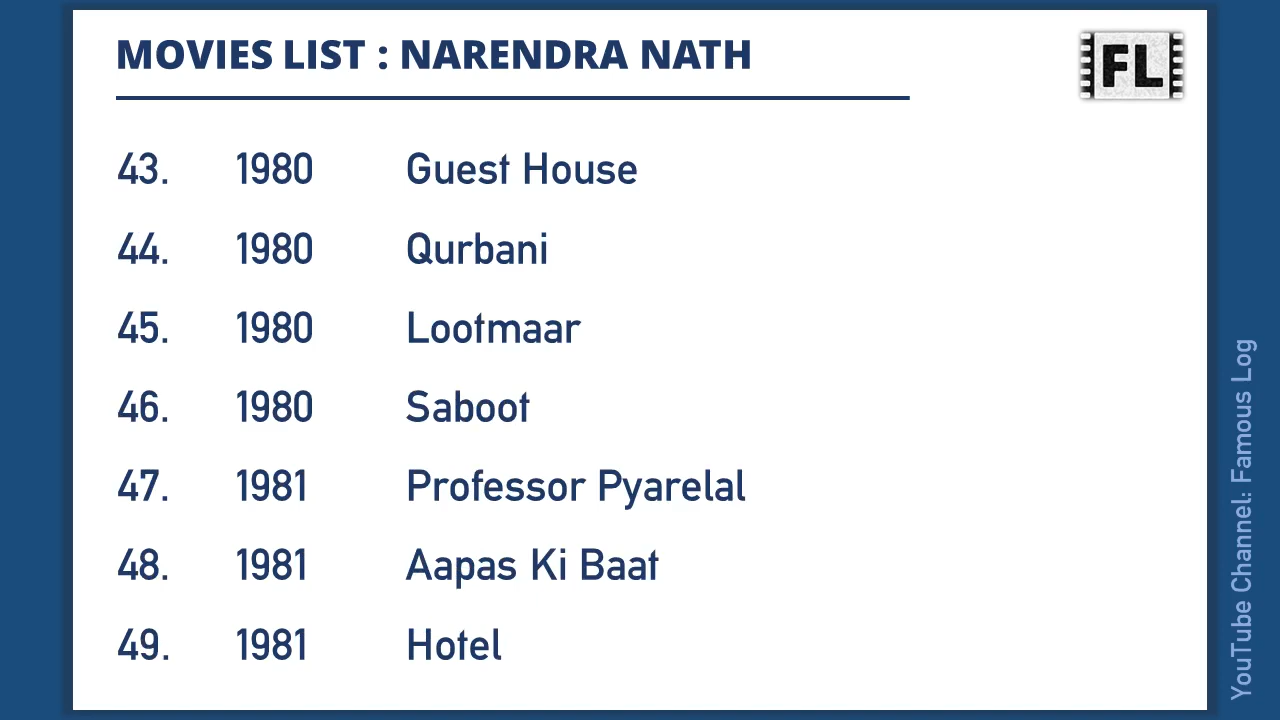 MOVIES LIST : NARENDRA NATH
FL
43. 1980 Guest House
44. 1980 Qurbani
45. 1980 Lootmaar
46. 1980 Saboot
47. 1981 Professor Pyarelal
48. 1981 Aapas Ki Baat
49. 1981 Hotel
YouTube Channel: Famous Log